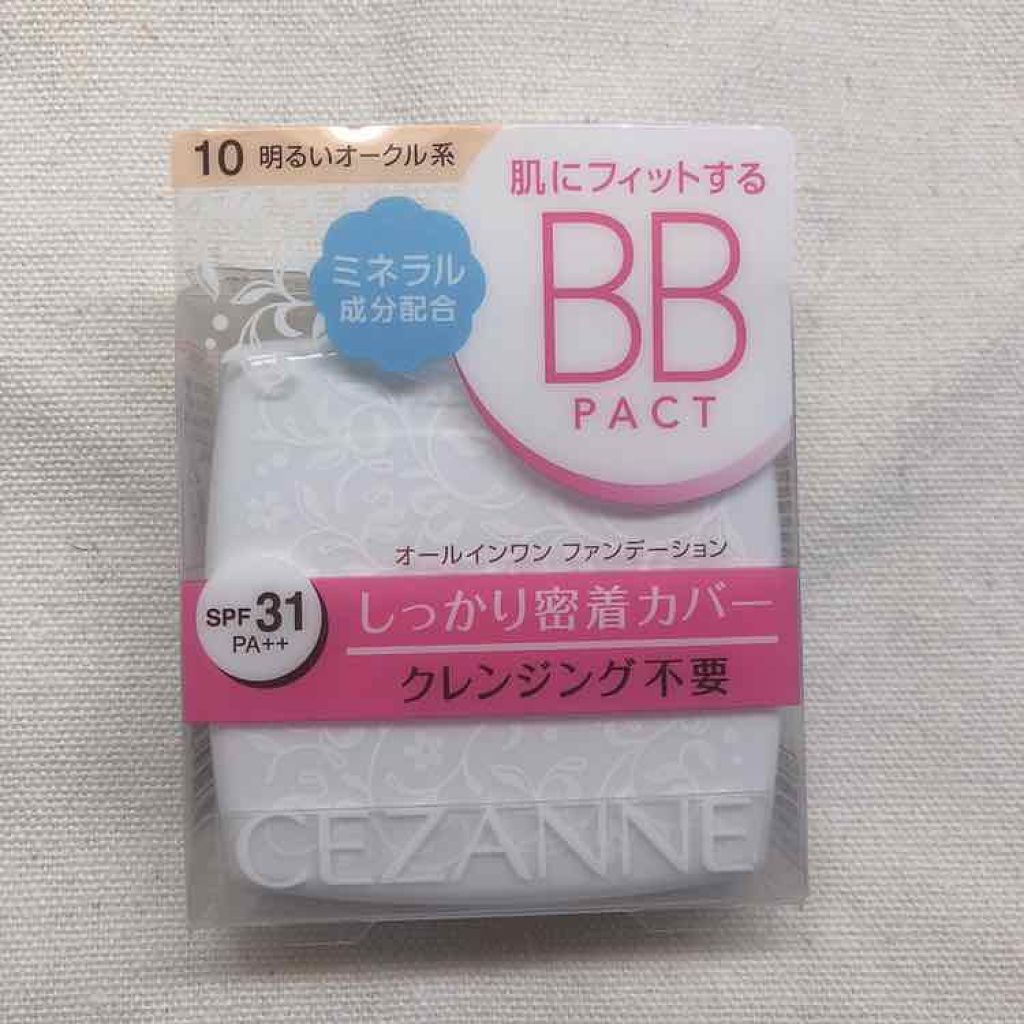 10 明るいオークル系
肌にフィットする
BB
PACT
ミネラル
成分配合
オールインワン ファンデーション
SPF 31
PA++
しっかり密着カバー
クレンジング不要
CEZANNE